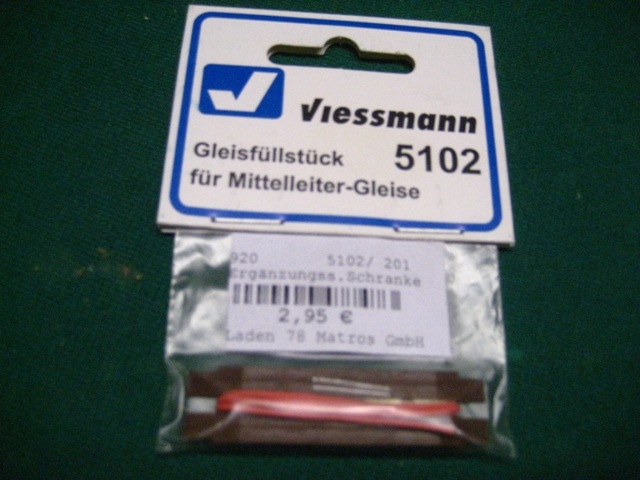 Viessmann
Gleisfüllstück 5102
für Mittelleiter-Gleise
920 5102/ 201
Ergänzungss.Schranke
2,95 €
Laden 78 Matros GmbH